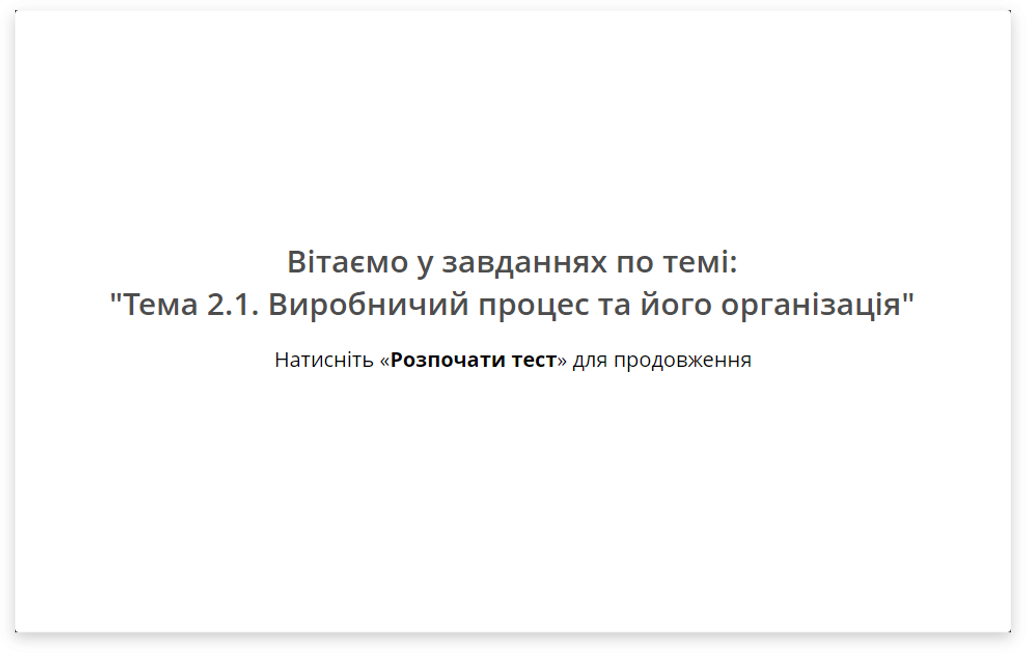 Вітаємо у завданнях по темі:
"Тема 2.1. Виробничий процес та його організація"
Натисніть «Розпочати тест» для продовження